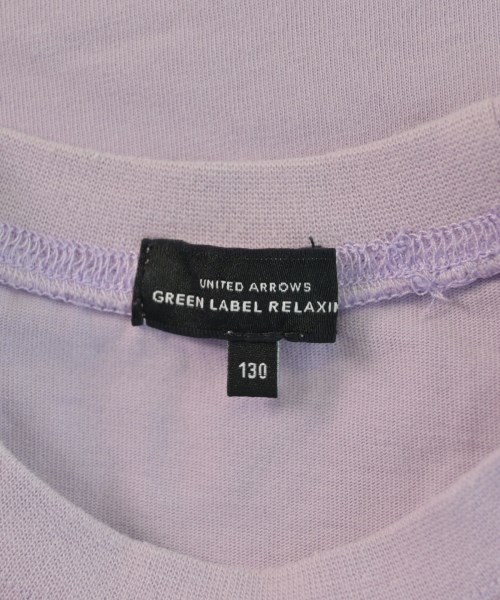 UNITED ARROWS
GREEN LABEL RELAXIN
130